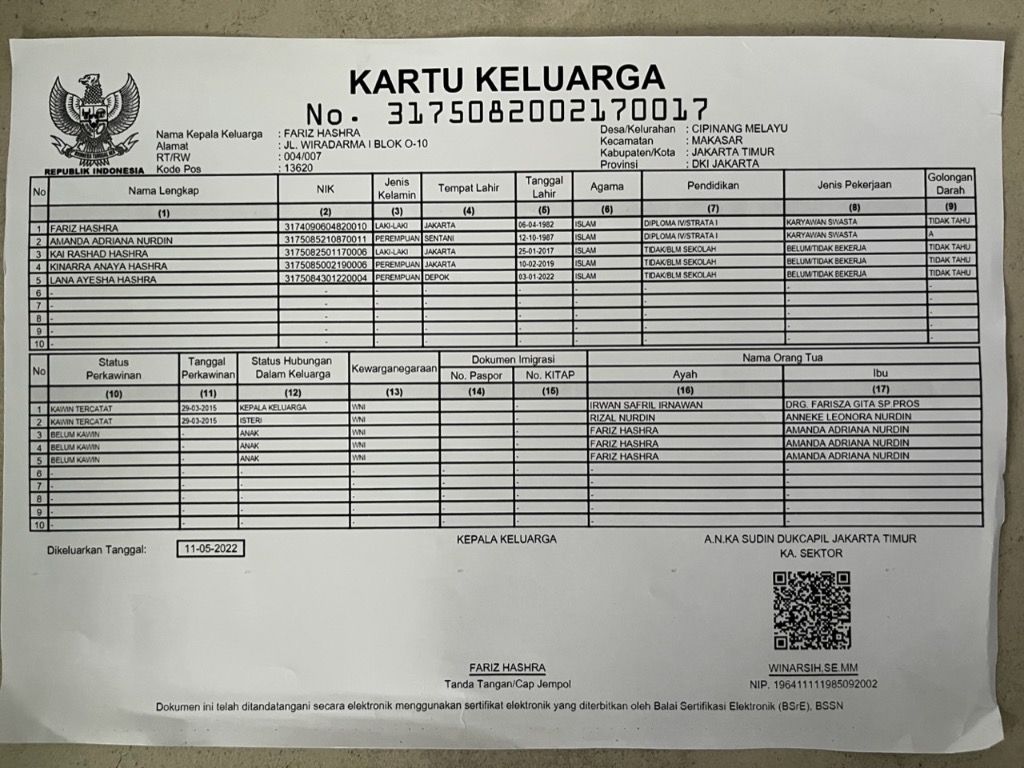 KARTU KELUARGA
No. 3175082002170017
REPUBLIK INDONESIA
Nama Kepala Keluarga : FARIZ HASHRA
Alamat : JL. WIRADARMA I BLOK O-10
RT/RW : 004/007
Kode Pos : 13620
Desa/Kelurahan : CIPINANG MELAYU
Kecamatan : MAKASAR
Kabupaten/Kota : JAKARTA TIMUR
Provinsi : DKI JAKARTA
No Nama Lengkap NIK Jenis Kelamin Tempat Lahir Tanggal Lahir Agama Pendidikan Jenis Pekerjaan Golongan Darah
(1) (2) (3) (4) (5) (6) (7) (8) (9)
1 FARIZ HASHRA 3174090604820010 LAKI-LAKI JAKARTA 06-04-1982 ISLAM DIPLOMA IV/STRATA I KARYAWAN SWASTA TIDAK TAHU
2 AMANDA ADRIANA NURDIN 3175085210870011 PEREMPUAN SENTANI 12-10-1987 ISLAM DIPLOMA IV/STRATA I KARYAWAN SWASTA A
3 KAI RASHAD HASHRA 3175082501170006 LAKI-LAKI JAKARTA 25-01-2017 ISLAM TIDAK/BLM SEKOLAH BELUM/TIDAK BEKERJA TIDAK TAHU
4 KINARRA ANAYA HASHRA 3175085002190006 PEREMPUAN JAKARTA 10-02-2019 ISLAM TIDAK/BLM SEKOLAH BELUM/TIDAK BEKERJA TIDAK TAHU
5 LANA AYESHA HASHRA 3175084301220004 PEREMPUAN DEPOK 03-01-2022 ISLAM TIDAK/BLM SEKOLAH BELUM/TIDAK BEKERJA TIDAK TAHU
6 - - - - - - - - -
7 - - - - - - - - -
8 - - - - - - - - -
9 - - - - - - - - -
10 - - - - - - - - -
No Status Perkawinan Tanggal Perkawinan Status Hubungan Dalam Keluarga Kewarganegaraan Dokumen Imigrasi Nama Orang Tua
No. Paspor No. KITAP Ayah Ibu
(10) (11) (12) (13) (14) (15) (16) (17)
1 KAWIN TERCATAT 29-03-2015 KEPALA KELUARGA WNI - - IRWAN SAFRIL IRNAWAN DRG. FARISZA GITA SP.PROS
2 KAWIN TERCATAT 29-03-2015 ISTERI WNI - - RIZAL NURDIN ANNEKE LEONORA NURDIN
3 BELUM KAWIN - ANAK WNI - - FARIZ HASHRA AMANDA ADRIANA NURDIN
4 BELUM KAWIN - ANAK WNI - - FARIZ HASHRA AMANDA ADRIANA NURDIN
5 BELUM KAWIN - ANAK WNI - - FARIZ HASHRA AMANDA ADRIANA NURDIN
6 - - - - - - - -
7 - - - - - - - -
8 - - - - - - - -
9 - - - - - - - -
10 - - - - - - - -
Dikeluarkan Tanggal: 11-05-2022
KEPALA KELUARGA
A.N.KA SUDIN DUKCAPIL JAKARTA TIMUR
KA. SEKTOR
FARIZ HASHRA
Tanda Tangan/Cap Jempol
WINARSIH.SE.MM
NIP. 196411111985092002
Dokumen ini telah ditandatangani secara elektronik menggunakan sertifikat elektronik yang diterbitkan oleh Balai Sertifikasi Elektronik (BSrE), BSSN